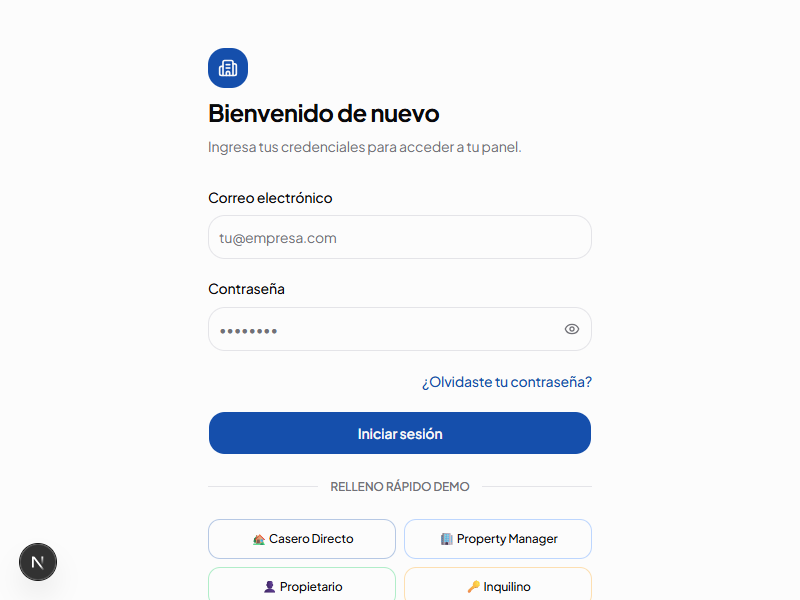 Bienvenido de nuevo
Ingresa tus credenciales para acceder a tu panel.
Correo electrónico
tu@empresa.com
Contraseña
••••••••
¿Olvidaste tu contraseña?
Iniciar sesión
RELLENO RÁPIDO DEMO
🏘️ Casero Directo
🏢 Property Manager
👤 Propietario
🔑 Inquilino
N